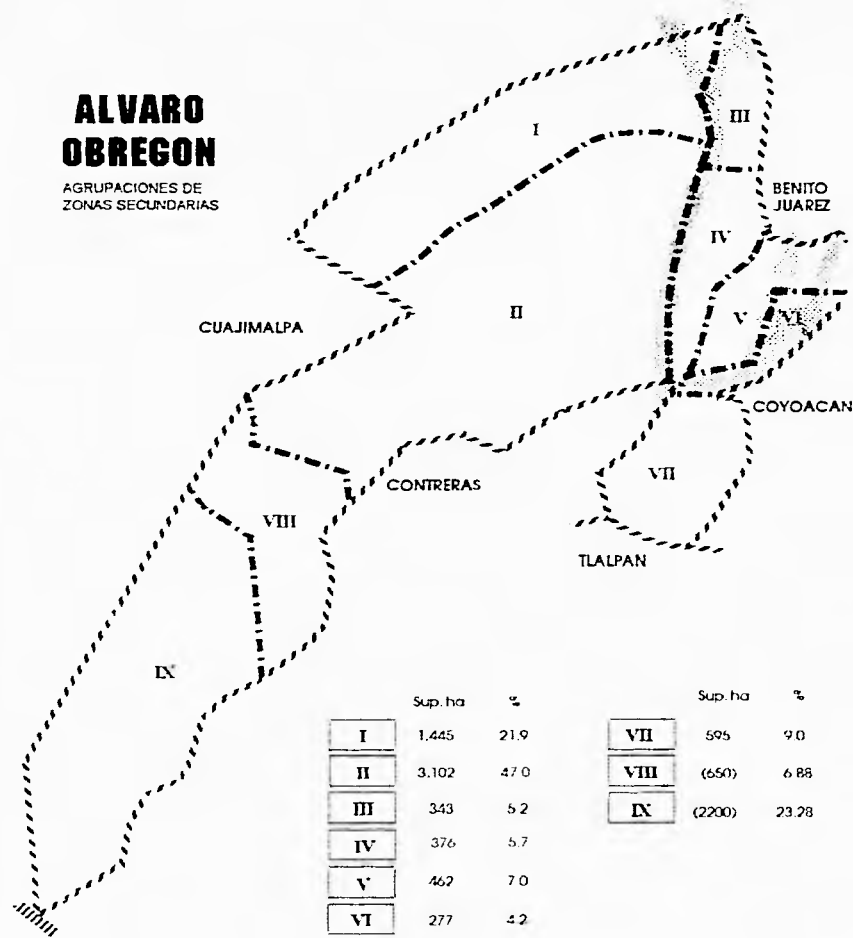 ALVARO
OBREGON
AGRUPACIONES DE
ZONAS SECUNDARIAS
I
III
BENITO
JUAREZ
IV
II
CUAJIMALPA
V
VI
COYOACAN
VII
CONTRERAS
VIII
TLALPAN
IX
Sup. ha %
I 1,445 21.9
II 3.102 47.0
III 343 5.2
IV 376 5.7
V 462 7.0
VI 277 4.2
Sup. ha %
VII 595 9.0
VIII (650) 6.88
IX (2200) 23.28